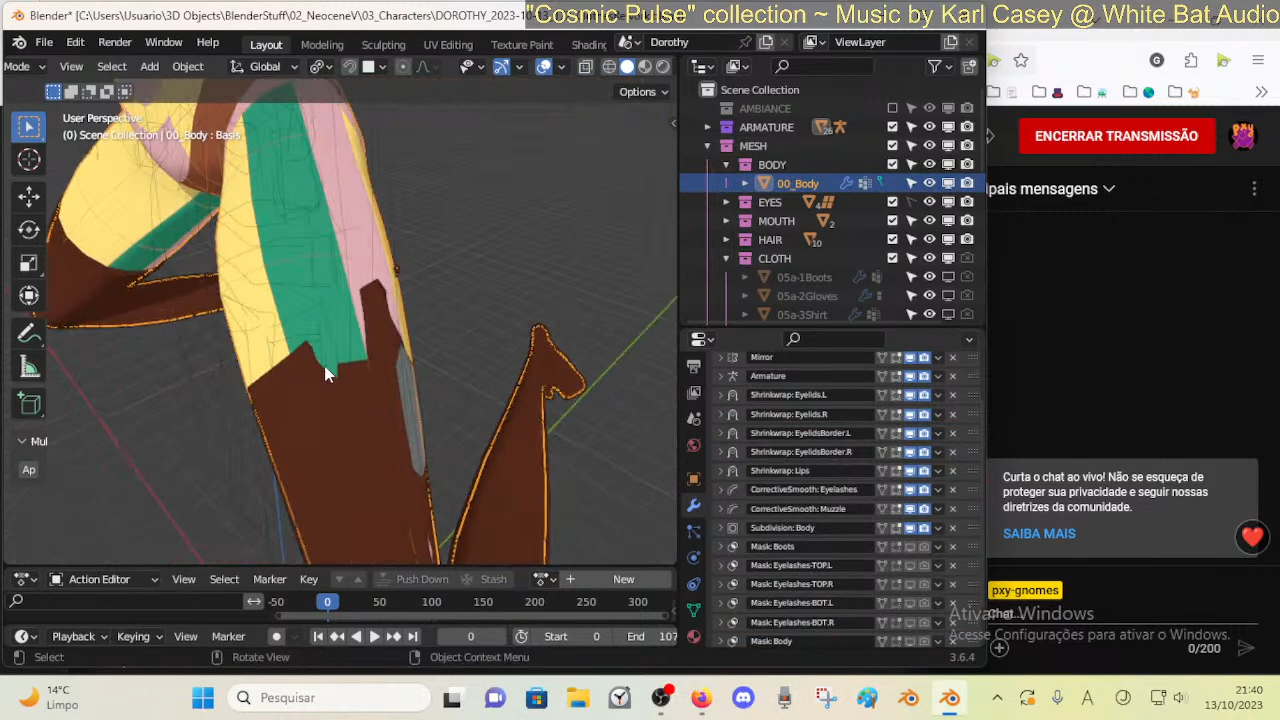 Blender* [C:\Users\Usuario\3D Objects\BlenderStuff\02_NeoceneV\03_Characters\DOROTHY_2023-10-13
"Cosmic Pulse" collection ~ Music by Karl Casey @ White Bat Audio
File Edit Render Window Help Layout Modeling Sculpting UV Editing Texture Paint Shading Dorothy ViewLayer
Mode View Select Add Object Global
Options
User Perspective
(0) Scene Collection | 00_Body : Basis
Mul
Ap
Scene Collection
AMBIANCE
ARMATURE 26
MESH
BODY
00_Body
EYES 4
MOUTH 2
HAIR 10
CLOTH
05a-1Boots
05a-2Gloves
05a-3Shirt
Mirror
Armature
Shrinkwrap: Eyelids.L
Shrinkwrap: Eyelids.R
Shrinkwrap: EyelidsBorder.L
Shrinkwrap: EyelidsBorder.R
Shrinkwrap: Lips
CorrectiveSmooth: Eyelashes
CorrectiveSmooth: Muzzle
Subdivision: Body
Mask: Boots
Mask: Eyelashes-TOP.L
Mask: Eyelashes-TOP.R
Mask: Eyelashes-BOT.L
Mask: Eyelashes-BOT.R
Mask: Body
Action Editor View Select Marker Key Push Down Stash New
-50 0 50 100 150 200 250 300
Playback Keying View Marker 0 Start 0 End 107
Select Rotate View Object Context Menu 3.6.4
G
ENCERRAR TRANSMISSÃO
ipais mensagens
Curta o chat ao vivo! Não se esqueça de
proteger sua privacidade e seguir nossas
diretrizes da comunidade.
SAIBA MAIS
pxy-gnomes
Chat...
Ativar o Windows
Acesse Configurações para ativar o Windows.
0/200
14°C
Limpo
Pesquisar
21:40
13/10/2023